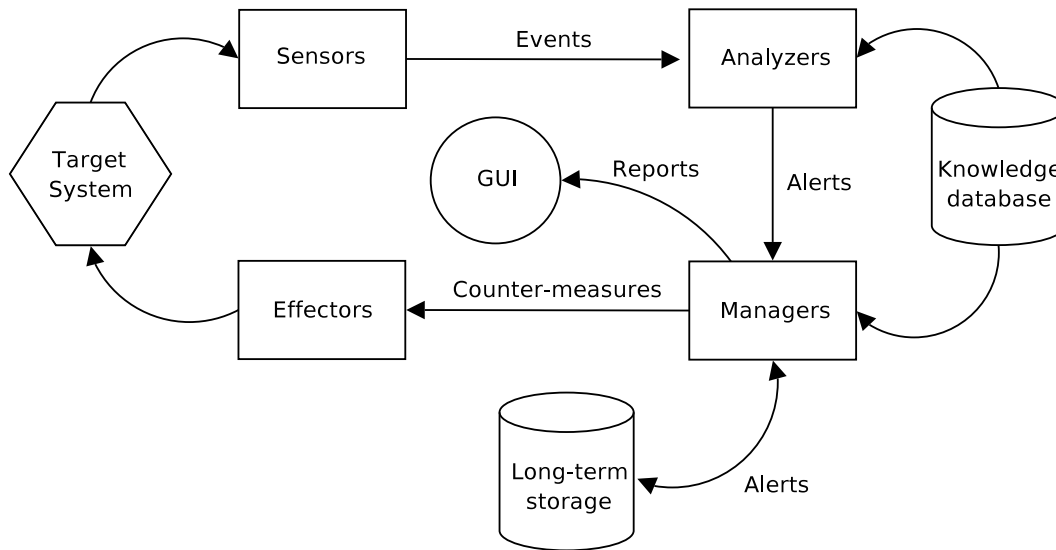 Sensors
Events
Analyzers
Target
System
GUI
Reports
Alerts
Knowledge
database
Effectors
Counter-measures
Managers
Long-term
storage
Alerts